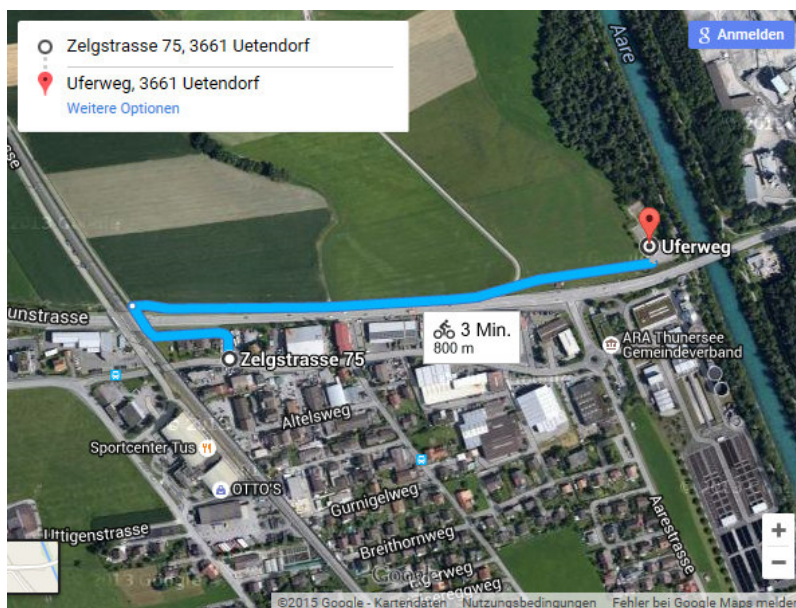 Zelgstrasse 75, 3661 Uetendorf
Uferweg, 3661 Uetendorf
Weitere Optionen
Anmelden
Aare
Uferweg
unstrasse
3 Min.
800 m
Zelgstrasse 75
ARA Thunersee
Gemeindeverband
Altelsweg
Sportcenter Tus
OTTO'S
Gurnigelweg
Uttigenstrasse
Breithornweg
Aarestrasse
Google
©2015 Google - Kartendaten Nutzungsbedingungen Fehler bei Google Maps melden